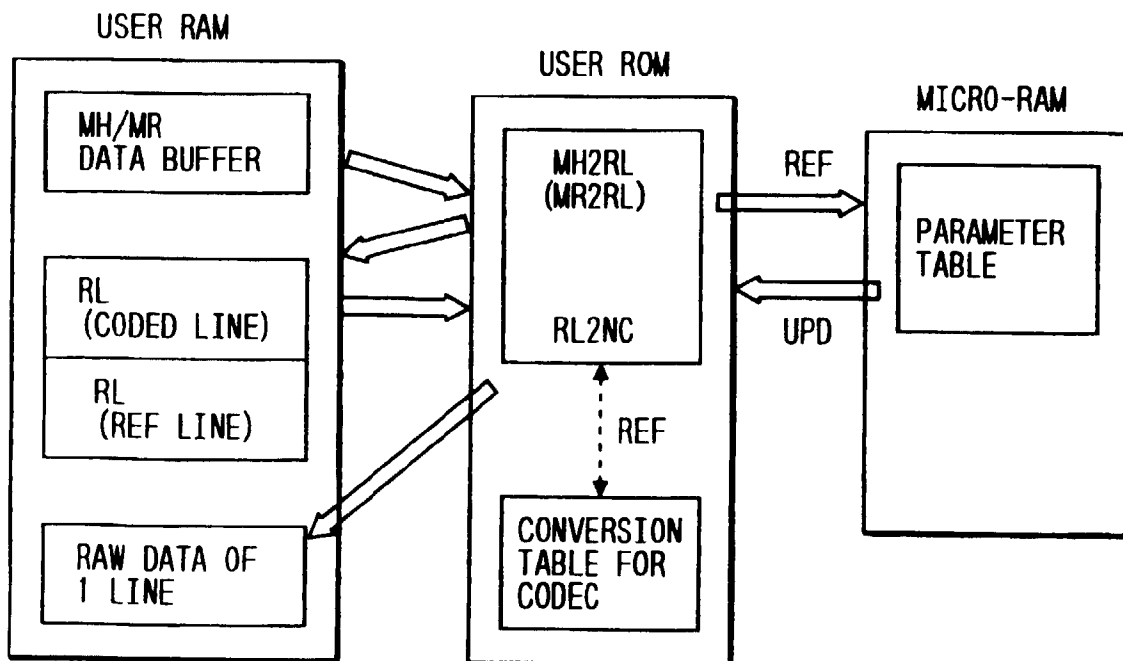 USER RAM
MH/MR
DATA BUFFER
RL
(CODED LINE)
RL
(REF LINE)
RAW DATA OF
1 LINE
USER ROM
MH2RL
(MR2RL)
RL2NC
REF
CONVERSION
TABLE FOR
CODEC
REF
UPD
MICRO-RAM
PARAMETER
TABLE